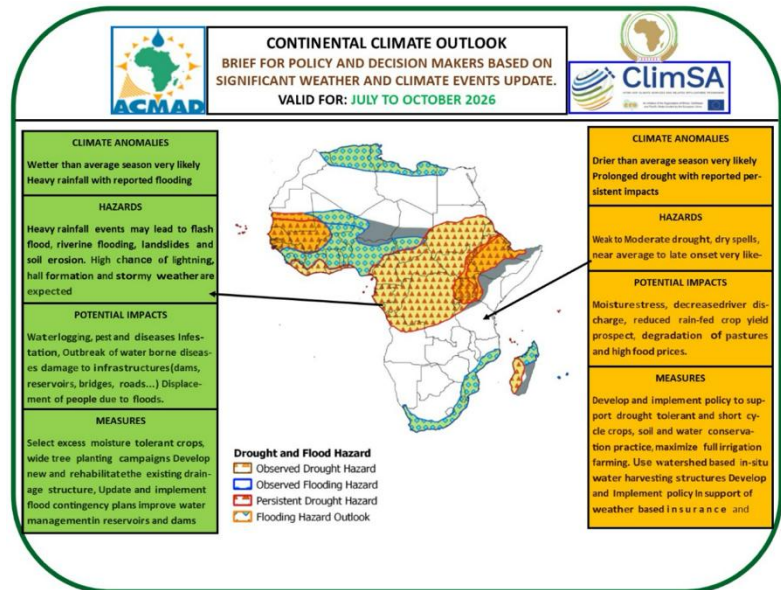 ACMAD
CONTINENTAL CLIMATE OUTLOOK
BRIEF FOR POLICY AND DECISION MAKERS BASED ON
SIGNIFICANT WEATHER AND CLIMATE EVENTS UPDATE.
VALID FOR: JULY TO OCTOBER 2026
ClimSA
CLIMATE ANOMALIES
Wetter than average season very likely
Heavy rainfall with reported flooding
HAZARDS
Heavy rainfall events may lead to flash
flood, riverine flooding, landslides and
soil erosion. High chance of lightning,
hall formation and stormy weather are
expected
POTENTIAL IMPACTS
Waterlogging, pest and diseases Infes-
tation, Outbreak of water borne diseas-
es damage to infrastructures(dams,
reservoirs, bridges, roads...) Displace-
ment of people due to floods.
MEASURES
Select excess moisture tolerant crops,
wide tree planting campaigns Develop
new and rehabilitatethe existing drain-
age structure, Update and implement
flood contingency plans improve water
managementin reservoirs and dams
Drought and Flood Hazard
Observed Drought Hazard
Observed Flooding Hazard
Persistent Drought Hazard
Flooding Hazard Outlook
CLIMATE ANOMALIES
Drier than average season very likely
Prolonged drought with reported per-
sistent impacts
HAZARDS
Weak to Moderate drought, dry spells,
near average to late onset very like-
POTENTIAL IMPACTS
Moisture stress, decreasedriver dis-
charge, reduced rain-fed crop yield
prospect, degradation of pastures
and high food prices.
MEASURES
Develop and implement policy to sup-
port drought tolerant and short cy-
cle crops, soil and water conserva-
tion practice, maximize full irrigation
farming. Use watershed based in-situ
water harvesting structures Develop
and Implement policy In support of
weather based insurance and